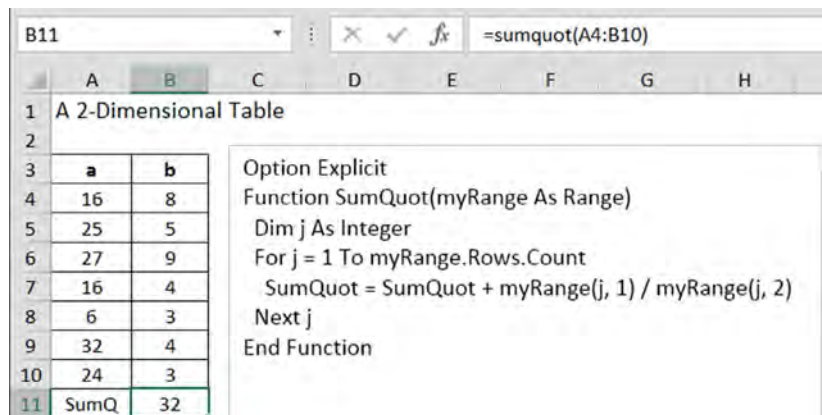 B11 =sumquot(A4:B10)
A B C D E F G H
1 A 2-Dimensional Table
2
3 a b Option Explicit
4 16 8 Function SumQuot(myRange As Range)
5 25 5 Dim j As Integer
6 27 9 For j = 1 To myRange.Rows.Count
7 16 4 SumQuot = SumQuot + myRange(j, 1) / myRange(j, 2)
8 6 3 Next j
9 32 4 End Function
10 24 3
11 SumQ 32